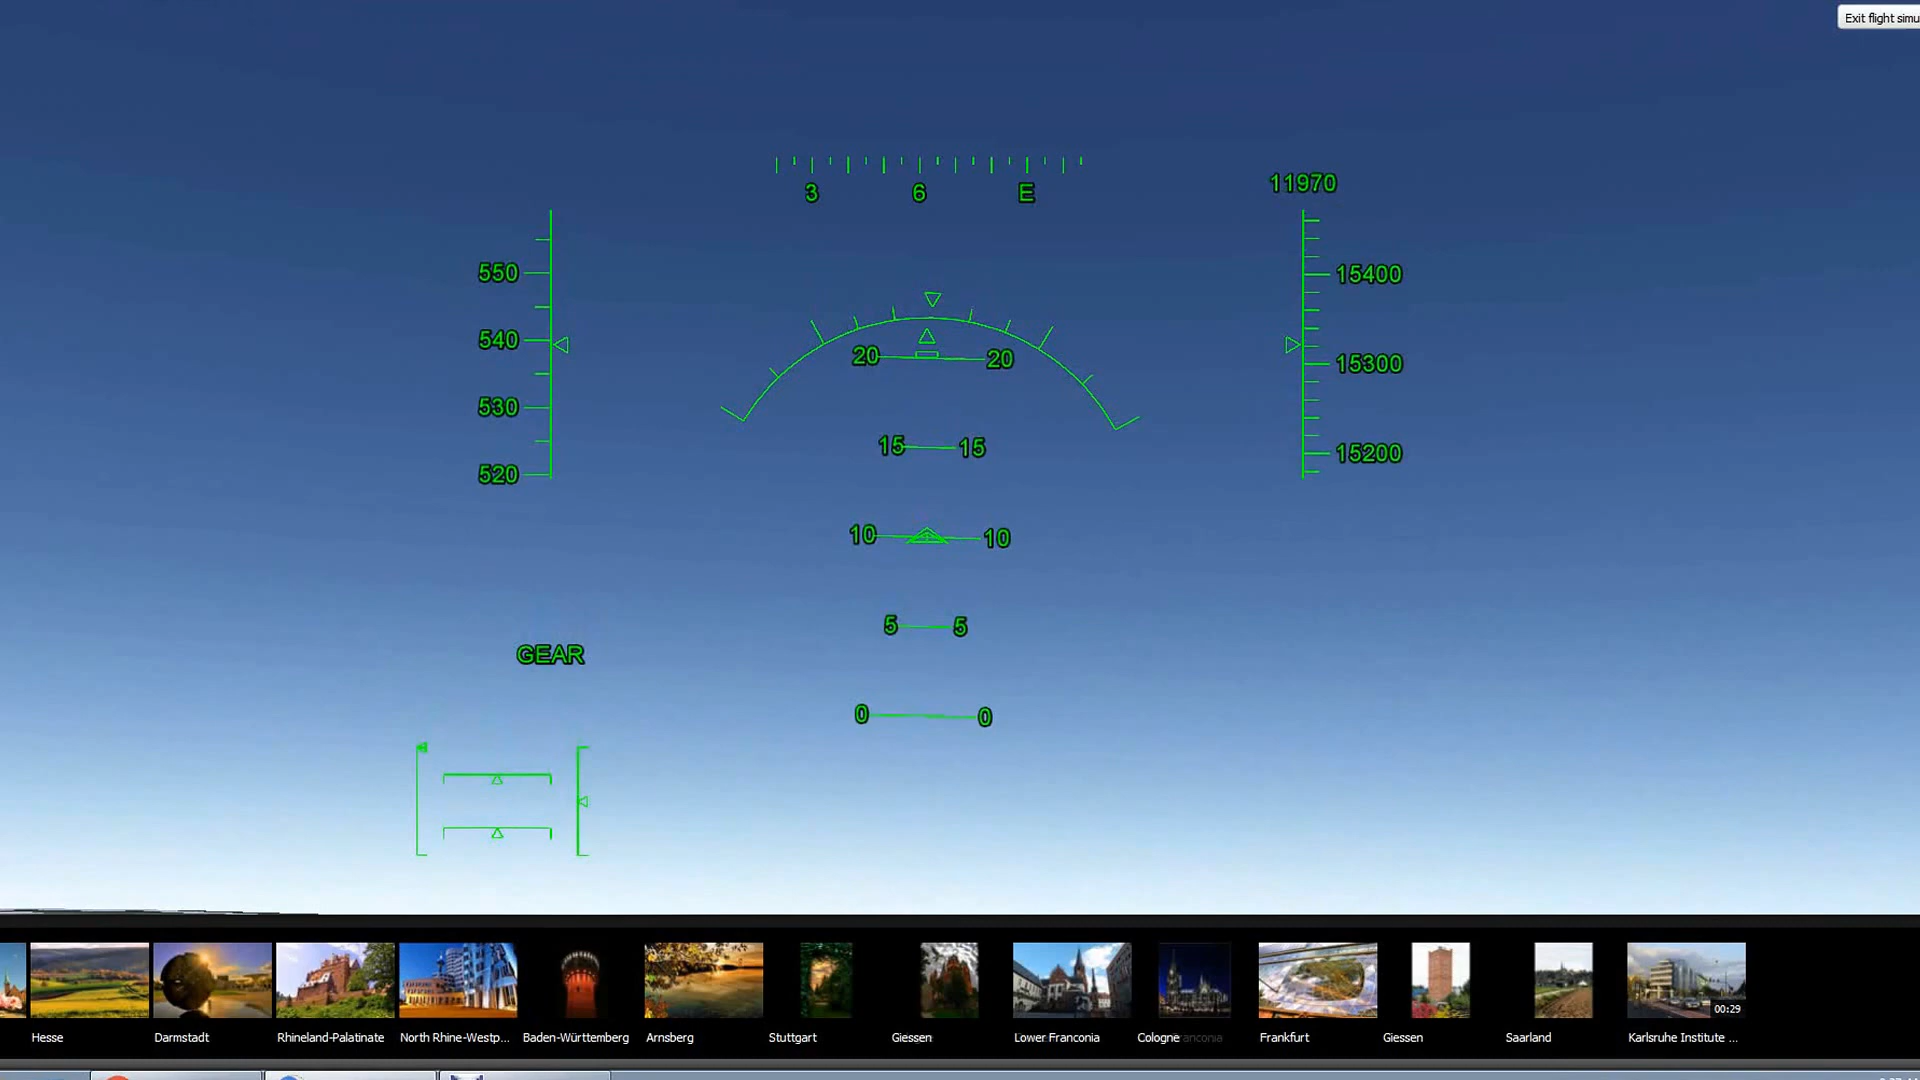 Exit flight simu
3 6 E
11970
550
540
530
520
15400
15300
15200
20 20
15 15
10 10
5 5
0 0
GEAR
00:29
Hesse
Darmstadt
Rhineland-Palatinate
North Rhine-Westp...
Baden-Württemberg
Arnsberg
Stuttgart
Giessen
Lower Franconia
Cologne
Frankfurt
Giessen
Saarland
Karlsruhe Institute ...